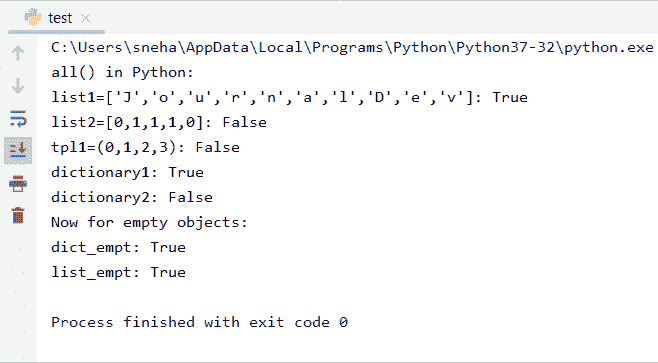 test
C:\Users\sneha\AppData\Local\Programs\Python\Python37-32\python.exe
all() in Python:
list1=['J','o','u','r','n','a','l','D','e','v']: True
list2=[0,1,1,1,0]: False
tpl1=(0,1,2,3): False
dictionary1: True
dictionary2: False
Now for empty objects:
dict_empt: True
list_empt: True
Process finished with exit code 0